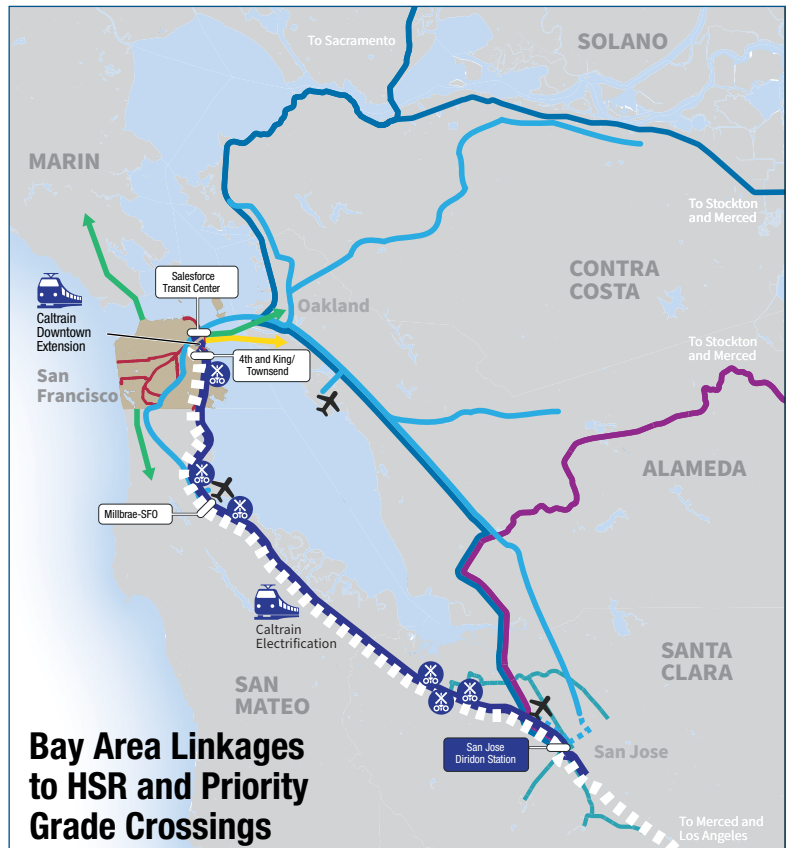 To Sacramento
SOLANO
MARIN
To Stockton
and Merced
Salesforce
Transit Center
CONTRA
COSTA
Caltrain
Downtown
Extension
Oakland
To Stockton
and Merced
4th and King/
Townsend
San
Francisco
ALAMEDA
Millbrae-SFO
Caltrain
Electrification
SANTA
CLARA
SAN
MATEO
Bay Area Linkages
to HSR and Priority
Grade Crossings
San Jose
Diridon Station
San Jose
To Merced and
Los Angeles